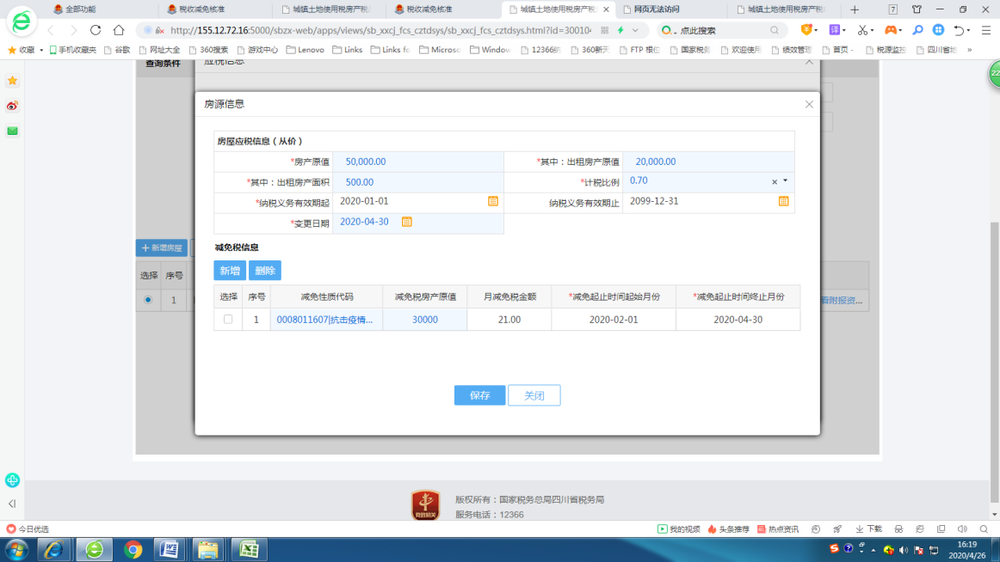 全部功能 税收减免核准 城镇土地使用税房产税 税收减免核准 城镇土地使用税房产税 网页无法访问 城镇土地使用税房产税 7
http://155.12.72.16:5000/sbzx-web/apps/views/sb_xxcj_fcs_cztdsys/sb_xxcj_fcs_cztdsys.html?id=30010 点此搜索
收藏 手机收藏夹 谷歌 网址大全 360搜索 游戏中心 Lenovo Links Links fo Microso Window 12366纳 360新天 FTP 根位 国家税务 欢迎使用 绩效管理 首页 - 税源监控 四川省地 »
查询条件 应税信息
22
房源信息
房屋应税信息（从价）
*房产原值 50,000.00 *其中：出租房产原值 20,000.00
*其中：出租房产面积 500.00 *计税比例 0.70
*纳税义务有效期起 2020-01-01 纳税义务有效期止 2099-12-31
*变更日期 2020-04-30
减免税信息
新增房屋
新增 删除
选择 序号
选择 序号 减免性质代码 减免税房产原值 月减免税金额 *减免起止时间起始月份 *减免起止时间终止月份
1 看附报资...
1 0008011607|抗击疫情... 30000 21.00 2020-02-01 2020-04-30
保存 关闭
版权所有：国家税务总局四川省税务局
服务电话：12366
党政机关
今日优选 我的视频 头条推荐 热点资讯 下载
16:19
2020/4/26